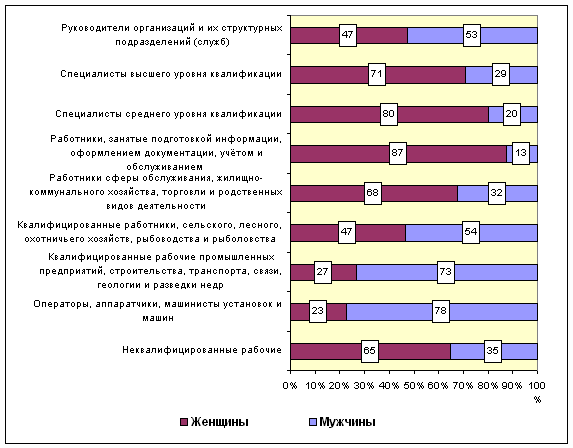 Руководители организаций и их структурных
подразделений (служб)
47
53
Специалисты высшего уровня квалификации
71
29
Специалисты среднего уровня квалификации
80
20
Работники, занятые подготовкой информации,
оформлением документации, учётом и
обслуживанием
87
13
Работники сферы обслуживания, жилищно-
коммунального хозяйства, торговли и родственных
видов деятельности
68
32
Квалифицированные работники, сельского, лесного,
охотничьего хозяйств, рыбоводства и рыболовства
47
54
Квалифицированные рабочие промышленных
предприятий, строительства, транспорта, связи,
геологии и разведки недр
27
73
Операторы, аппаратчики, машинисты установок и
машин
23
78
Неквалифицированные рабочие
65
35
0% 10% 20% 30% 40% 50% 60% 70% 80% 90% 100
%
Женщины Мужчины